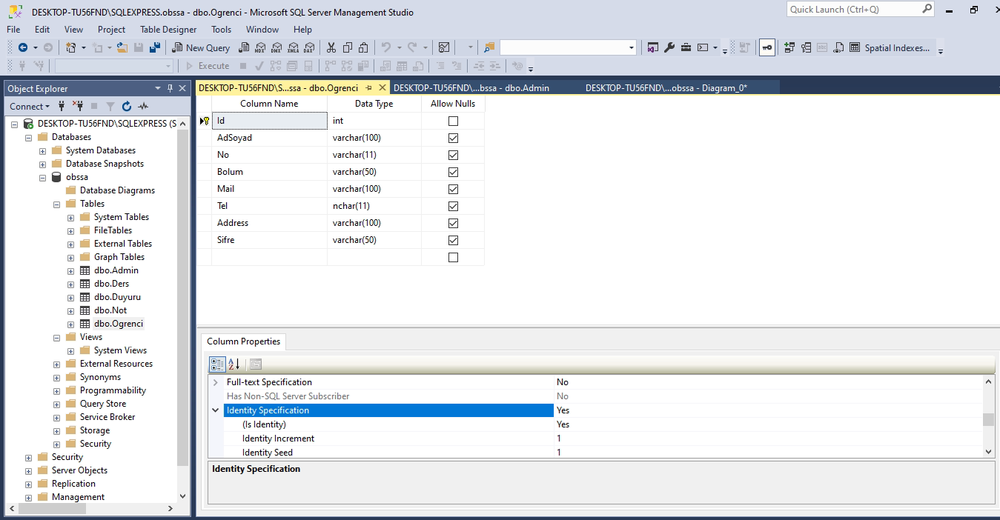 DESKTOP-TU56FND\SQLEXPRESS.obssa - dbo.Ogrenci - Microsoft SQL Server Management Studio
Quick Launch (Ctrl+Q)
File Edit View Project Table Designer Tools Window Help
New Query MDX DMX XMLA DAX Spatial Indexes...
Execute
Object Explorer
DESKTOP-TU56FND\S...ssa - dbo.Ogrenci
DESKTOP-TU56FND\...bssa - dbo.Admin
DESKTOP-TU56FND\...obssa - Diagram_0*
Connect
DESKTOP-TU56FND\SQLEXPRESS (S
Databases
System Databases
Database Snapshots
obssa
Database Diagrams
Tables
System Tables
FileTables
External Tables
Graph Tables
dbo.Admin
dbo.Ders
dbo.Duyuru
dbo.Not
dbo.Ogrenci
Views
System Views
External Resources
Synonyms
Programmability
Query Store
Service Broker
Storage
Security
Security
Server Objects
Replication
Management
Column Name Data Type Allow Nulls
Id int
AdSoyad varchar(100)
No varchar(11)
Bolum varchar(50)
Mail varchar(100)
Tel nchar(11)
Address varchar(100)
Sifre varchar(50)
Column Properties
Full-text Specification No
Has Non-SQL Server Subscriber No
Identity Specification Yes
(Is Identity) Yes
Identity Increment 1
Identity Seed 1
Identity Specification